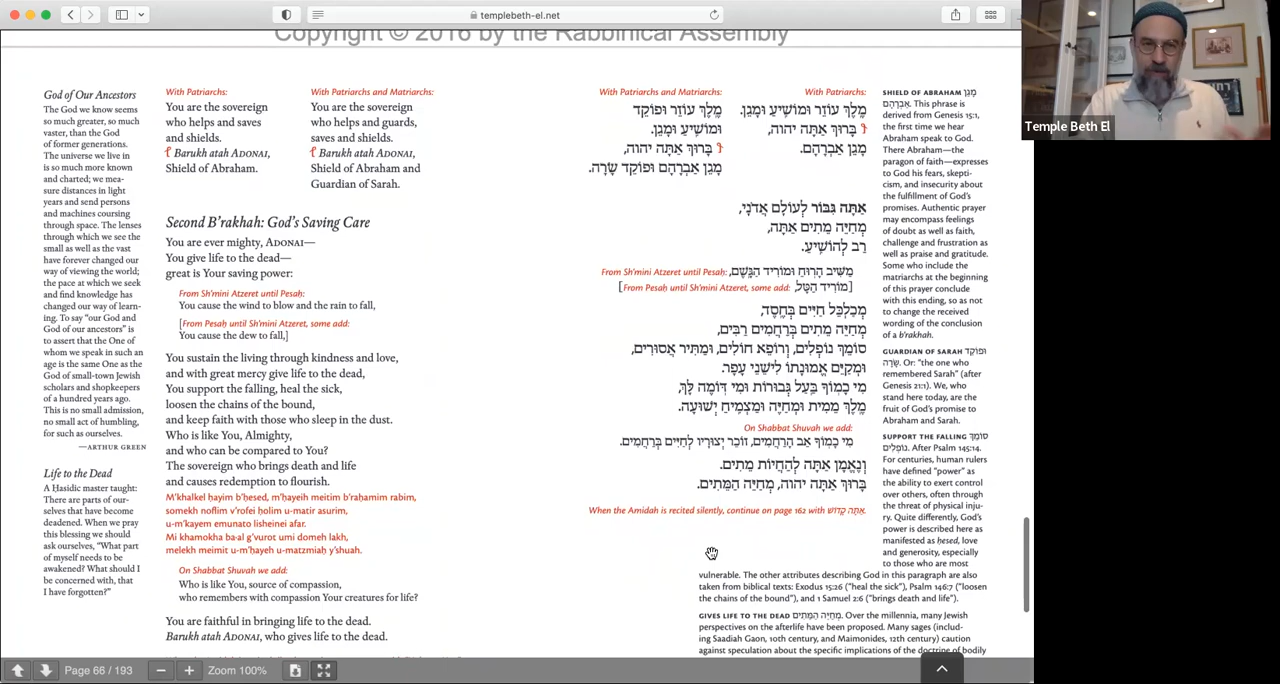 templebeth-el.net
Copyright © 2016 by the Rabbinical Assembly
Temple Beth El
God of Our Ancestors
The God we know seems
so much greater, so much
vaster, than the God
of former generations.
The universe we live in
is so much more known
and charted; we mea-
sure distances in light
years and send persons
and machines coursing
through space. The lenses
through which we see the
small as well as the vast
have forever changed our
way of viewing the world;
the pace at which we seek
and find knowledge has
changed our way of learn-
ing. To say “our God and
God of our ancestors” is
to assert that the One of
whom we speak in such an
age is the same One as the
God of small-town Jewish
scholars and shopkeepers
of a hundred years ago.
This is no small admission,
no small act of humbling,
for such as ourselves.
—ARTHUR GREEN
Life to the Dead
A Ḥasidic master taught:
There are parts of our-
selves that have become
deadened. When we pray
this blessing we should
ask ourselves, “What part
of myself needs to be
awakened? What should I
be concerned with, that
I have forgotten?”
With Patriarchs:
You are the sovereign
who helps and saves
and shields.
Barukh atah ADONAI,
Shield of Abraham.
With Patriarchs and Matriarchs:
You are the sovereign
who helps and guards,
saves and shields.
Barukh atah ADONAI,
Shield of Abraham and
Guardian of Sarah.
Second B’rakhah: God’s Saving Care
You are ever mighty, ADONAI—
You give life to the dead—
great is Your saving power:
From Sh’mini Atzeret until Pesaḥ:
You cause the wind to blow and the rain to fall,
[From Pesaḥ until Sh’mini Atzeret, some add:
You cause the dew to fall,]
You sustain the living through kindness and love,
and with great mercy give life to the dead,
You support the falling, heal the sick,
loosen the chains of the bound,
and keep faith with those who sleep in the dust.
Who is like You, Almighty,
and who can be compared to You?
The sovereign who brings death and life
and causes redemption to flourish.
M’khalkel ḥayim b’ḥesed, m’ḥayeih meitim b’raḥamim rabim,
somekh noflim v’rofei ḥolim u-matir asurim,
u-m’kayem emunato lisheinei afar.
Mi khamokha ba·al g’vurot umi domeh lakh,
melekh meimit u-m’ḥayeh u-matzmiaḥ y’shuah.
On Shabbat Shuvah we add:
Who is like You, source of compassion,
who remembers with compassion Your creatures for life?
You are faithful in bringing life to the dead.
Barukh atah ADONAI, who gives life to the dead.
With Patriarchs:
מֶֽלֶךְ עוֹזֵר וּמוֹשִֽׁיעַ וּמָגֵן.
בָּרוּךְ אַתָּה יהוה,
מָגֵן אַבְרָהָם.
With Patriarchs and Matriarchs:
מֶֽלֶךְ עוֹזֵר וּפוֹקֵד
וּמוֹשִֽׁיעַ וּמָגֵן.
בָּרוּךְ אַתָּה יהוה,
מָגֵן אַבְרָהָם וּפוֹקֵד שָׂרָה.
אַתָּה גִּבּוֹר לְעוֹלָם אֲדֹנָי,
מְחַיֵּה מֵתִים אַתָּה,
רַב לְהוֹשִֽׁיעַ.
From Sh’mini Atzeret until Pesaḥ: מַשִּׁיב הָרֽוּחַ וּמוֹרִיד הַגֶּֽשֶׁם,
[From Pesaḥ until Sh’mini Atzeret, some add: מוֹרִיד הַטָּל,]
מְכַלְכֵּל חַיִּים בְּחֶֽסֶד,
מְחַיֵּה מֵתִים בְּרַחֲמִים רַבִּים,
סוֹמֵךְ נוֹפְלִים, וְרוֹפֵא חוֹלִים, וּמַתִּיר אֲסוּרִים,
וּמְקַיֵּם אֱמוּנָתוֹ לִישֵׁנֵי עָפָר.
מִי כָמֽוֹךָ בַּֽעַל גְּבוּרוֹת וּמִי דּֽוֹמֶה לָּךְ,
מֶֽלֶךְ מֵמִית וּמְחַיֶּה וּמַצְמִֽיחַ יְשׁוּעָה.
On Shabbat Shuvah we add:
מִי כָמֽוֹךָ אַב הָרַחֲמִים, זוֹכֵר יְצוּרָיו לְחַיִּים בְּרַחֲמִים.
וְנֶאֱמָן אַתָּה לְהַחֲיוֹת מֵתִים.
בָּרוּךְ אַתָּה יהוה, מְחַיֵּה הַמֵּתִים.
When the Amidah is recited silently, continue on page 162 with אַתָּה קָדוֹשׁ.
SHIELD OF ABRAHAM מָגֵן
אַבְרָהָם. This phrase is
derived from Genesis 15:1,
the first time we hear
Abraham speak to God.
There Abraham—the
paragon of faith—expresses
to God his fears, skepti-
cism, and insecurity about
the fulfillment of God’s
promises. Authentic prayer
may encompass feelings
of doubt as well as faith,
challenge and frustration as
well as praise and gratitude.
Some who include the
matriarchs at the beginning
of this prayer conclude
with this ending, so as not
to change the received
wording of the conclusion
of a b’rakhah.
GUARDIAN OF SARAH וּפוֹקֵד
שָׂרָה. Or: “the one who
remembered Sarah” (after
Genesis 21:1). We, who
stand here today, are the
fruit of God’s promise to
Abraham and Sarah.
SUPPORT THE FALLING סוֹמֵךְ
נוֹפְלִים. After Psalm 145:14.
For centuries, human rulers
have defined “power” as
the ability to exert control
over others, often through
the threat of physical inju-
ry. Quite differently, God’s
power is described here as
manifested as ḥesed, love
and generosity, especially
to those who are most
vulnerable. The other attributes describing God in this paragraph are also
taken from biblical texts: Exodus 15:26 (“heal the sick”), Psalm 146:7 (“loosen
the chains of the bound”), and 1 Samuel 2:6 (“brings death and life”).
GIVES LIFE TO THE DEAD מְחַיֵּה הַמֵּתִים. Over the millennia, many Jewish
perspectives on the afterlife have been proposed. Many sages (includ-
ing Saadiah Gaon, 10th century, and Maimonides, 12th century) caution
against speculation about the specific implications of the doctrine of bodily
Page 66 / 193
Zoom 100%